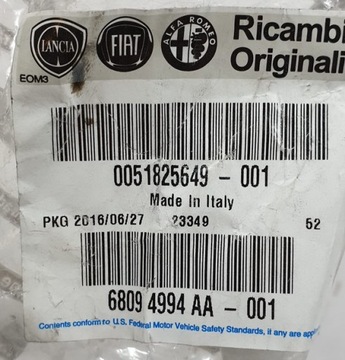 LANCIA FIAT ALFA ROMEO Ricambi
Originali
EOM3
0051825649 - 001
Made in Italy
PKG 2016/06/27 23349 52
6809 4994 AA - 001
Contents conform to U.S. Federal Motor Vehicle Safety Standards, if any are